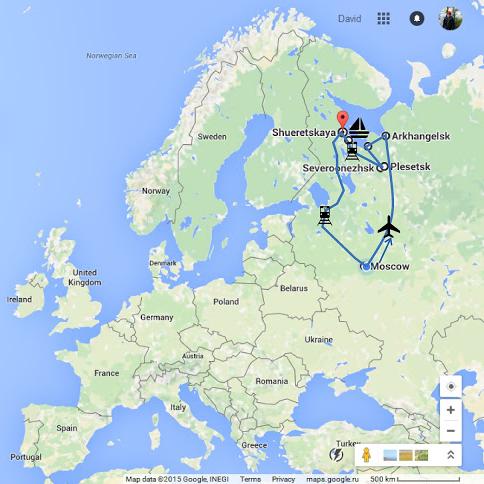 David
Norwegian Sea
Shueretskaya
Arkhangelsk
Sweden
Severoonezhsk
Plesetsk
Norway
Moscow
Denmark
United
Kingdom
Ireland
Belarus
Poland
Germany
Ukraine
Austria
France
Romania
Italy
Spain
Portugal
Greece
Turkey
Map data ©2015 Google, INEGI Terms Privacy maps.google.ru 500 km